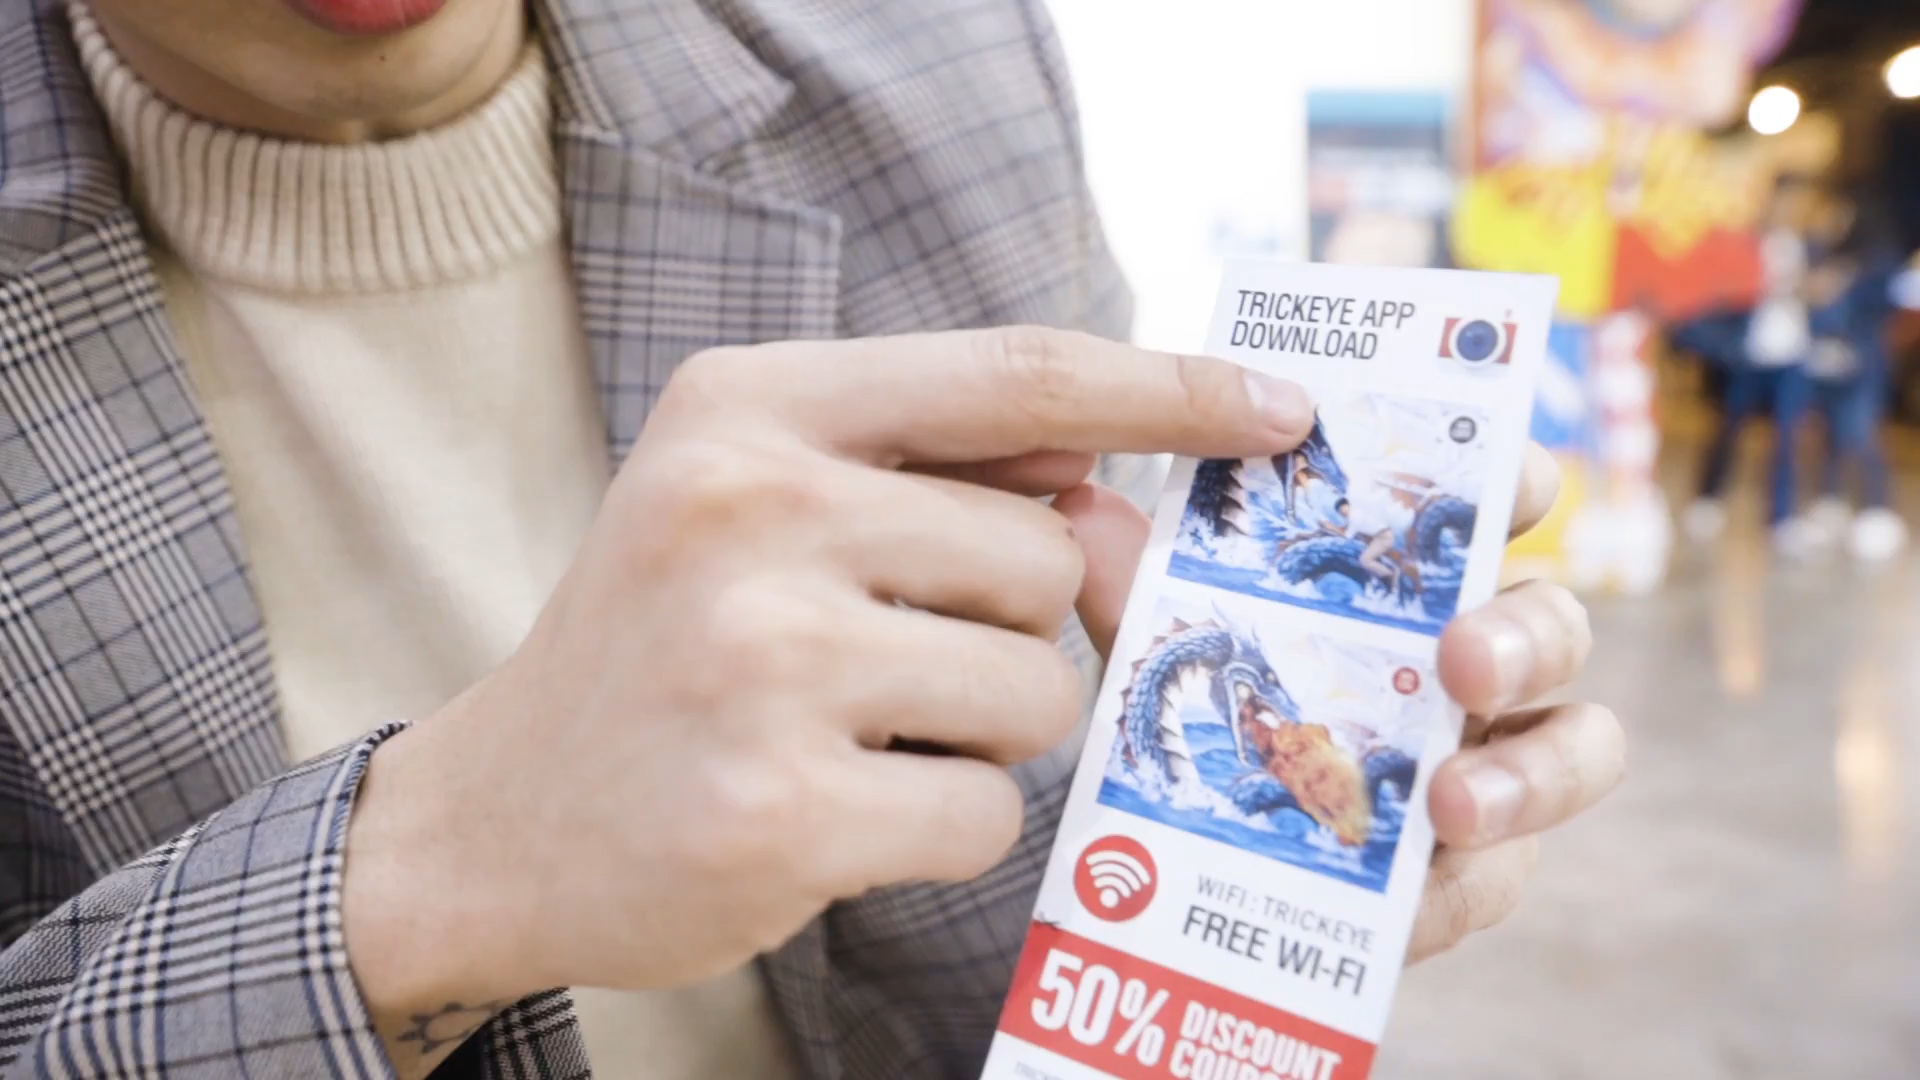 TRICKEYE APP
DOWNLOAD
WIFI : TRICKEYE
FREE WI-FI
50% DISCOUNT